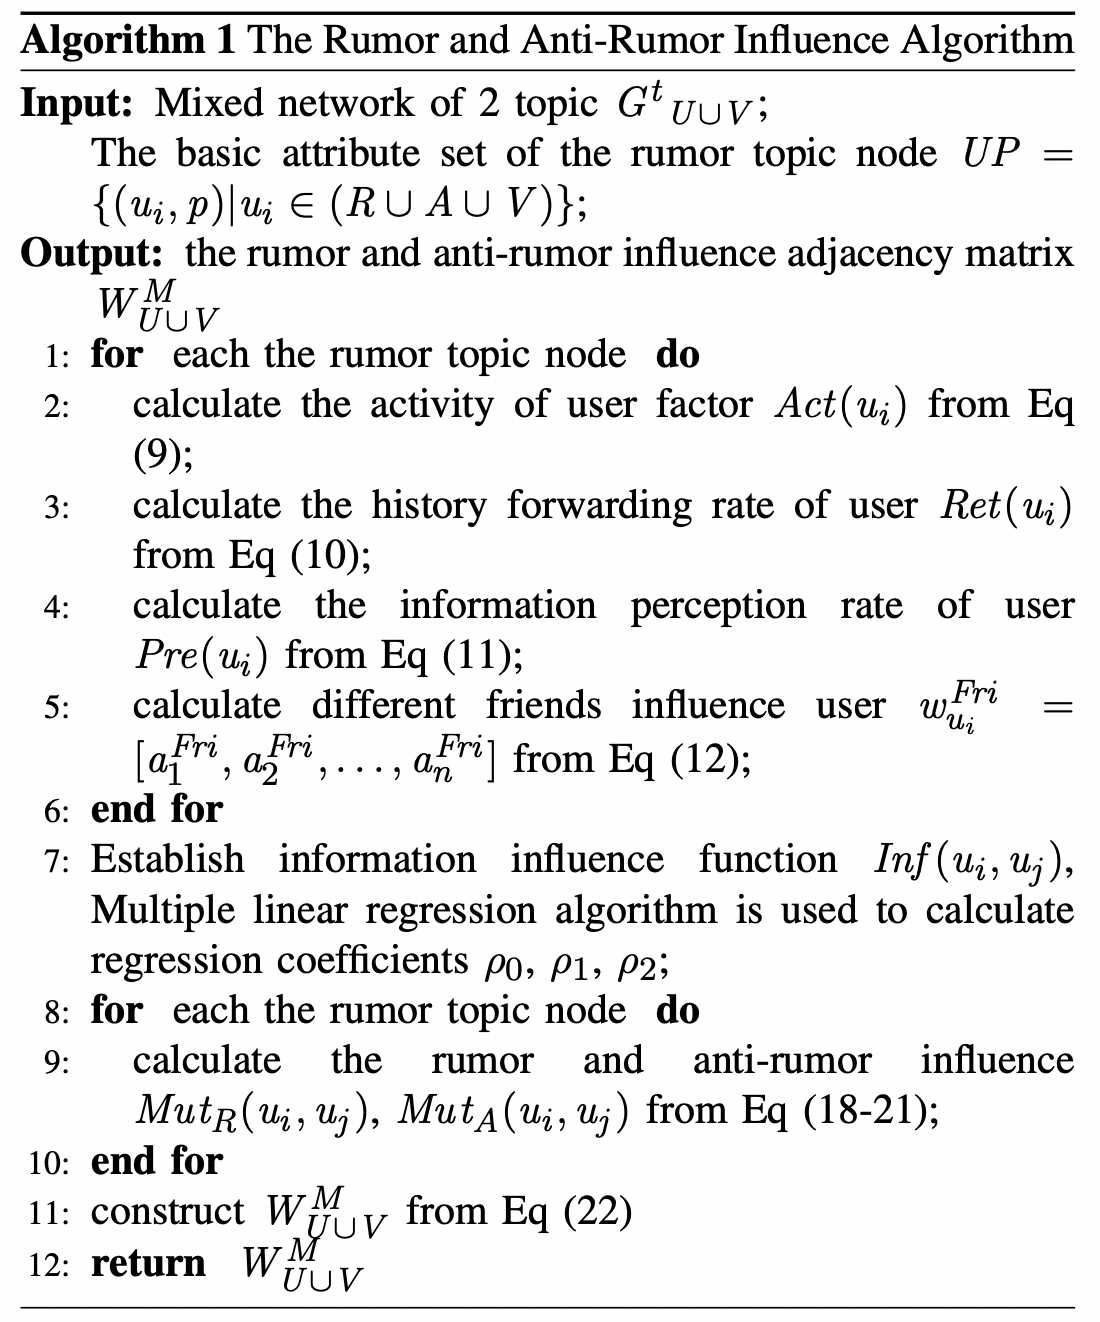 Algorithm 1 The Rumor and Anti-Rumor Influence Algorithm
Input: Mixed network of 2 topic $G^t{}_{U \cup V}$;
The basic attribute set of the rumor topic node $UP =$
$\{(u_i, p) | u_i \in (R \cup A \cup V)\}$;
Output: the rumor and anti-rumor influence adjacency matrix
$W^M_{U \cup V}$
1: for each the rumor topic node do
2: calculate the activity of user factor $Act(u_i)$ from Eq
(9);
3: calculate the history forwarding rate of user $Ret(u_i)$
from Eq (10);
4: calculate the information perception rate of user
$Pre(u_i)$ from Eq (11);
5: calculate different friends influence user $w^{Fri}_{u_i} =$
$[a^{Fri}_1, a^{Fri}_2, \ldots, a^{Fri}_n]$ from Eq (12);
6: end for
7: Establish information influence function $Inf(u_i, u_j)$,
Multiple linear regression algorithm is used to calculate
regression coefficients $\rho_0$, $\rho_1$, $\rho_2$;
8: for each the rumor topic node do
9: calculate the rumor and anti-rumor influence
$Mut_R(u_i, u_j)$, $Mut_A(u_i, u_j)$ from Eq (18-21);
10: end for
11: construct $W^M_{U \cup V}$ from Eq (22)
12: return $W^M_{U \cup V}$